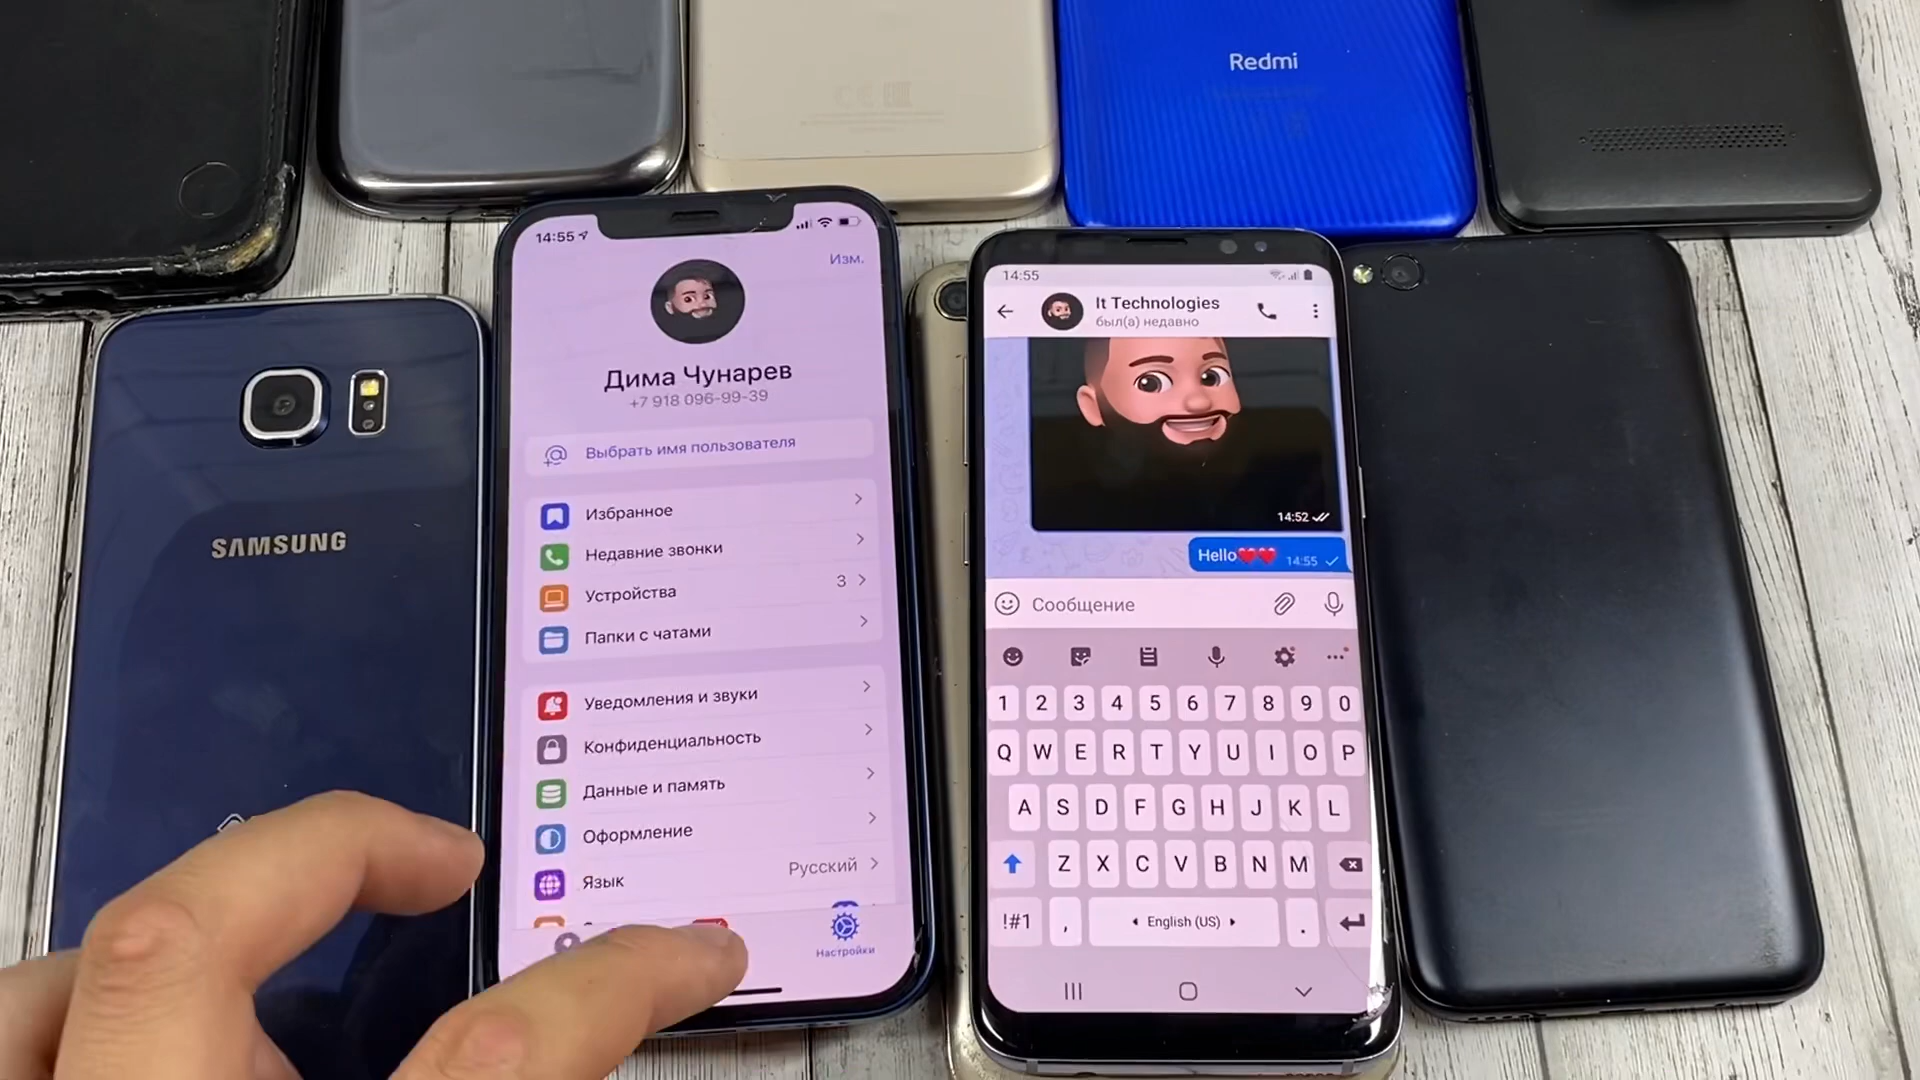 Redmi
SAMSUNG
14:55
Изм.
Дима Чунарев
+7 918 096-99-39
Выбрать имя пользователя
Избранное
Недавние звонки
Устройства 3
Папки с чатами
Уведомления и звуки
Конфиденциальность
Данные и память
Оформление
Язык Русский
Настройки
14:55
It Technologies
был(а) недавно
14:52
Hello❤️❤️ 14:55
Сообщение
1 2 3 4 5 6 7 8 9 0
Q W E R T Y U I O P
A S D F G H J K L
Z X C V B N M
!#1 , English (US) .